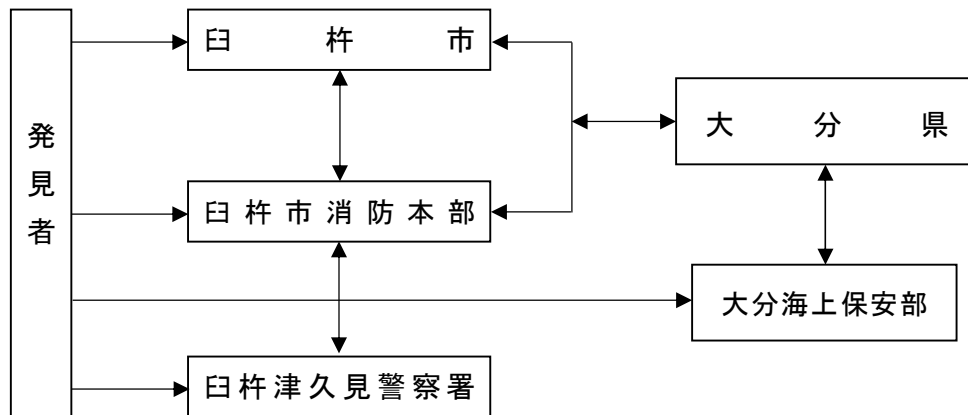 発見者
臼杵市
臼杵市消防本部
臼杵津久見警察署
大分県
大分海上保安部